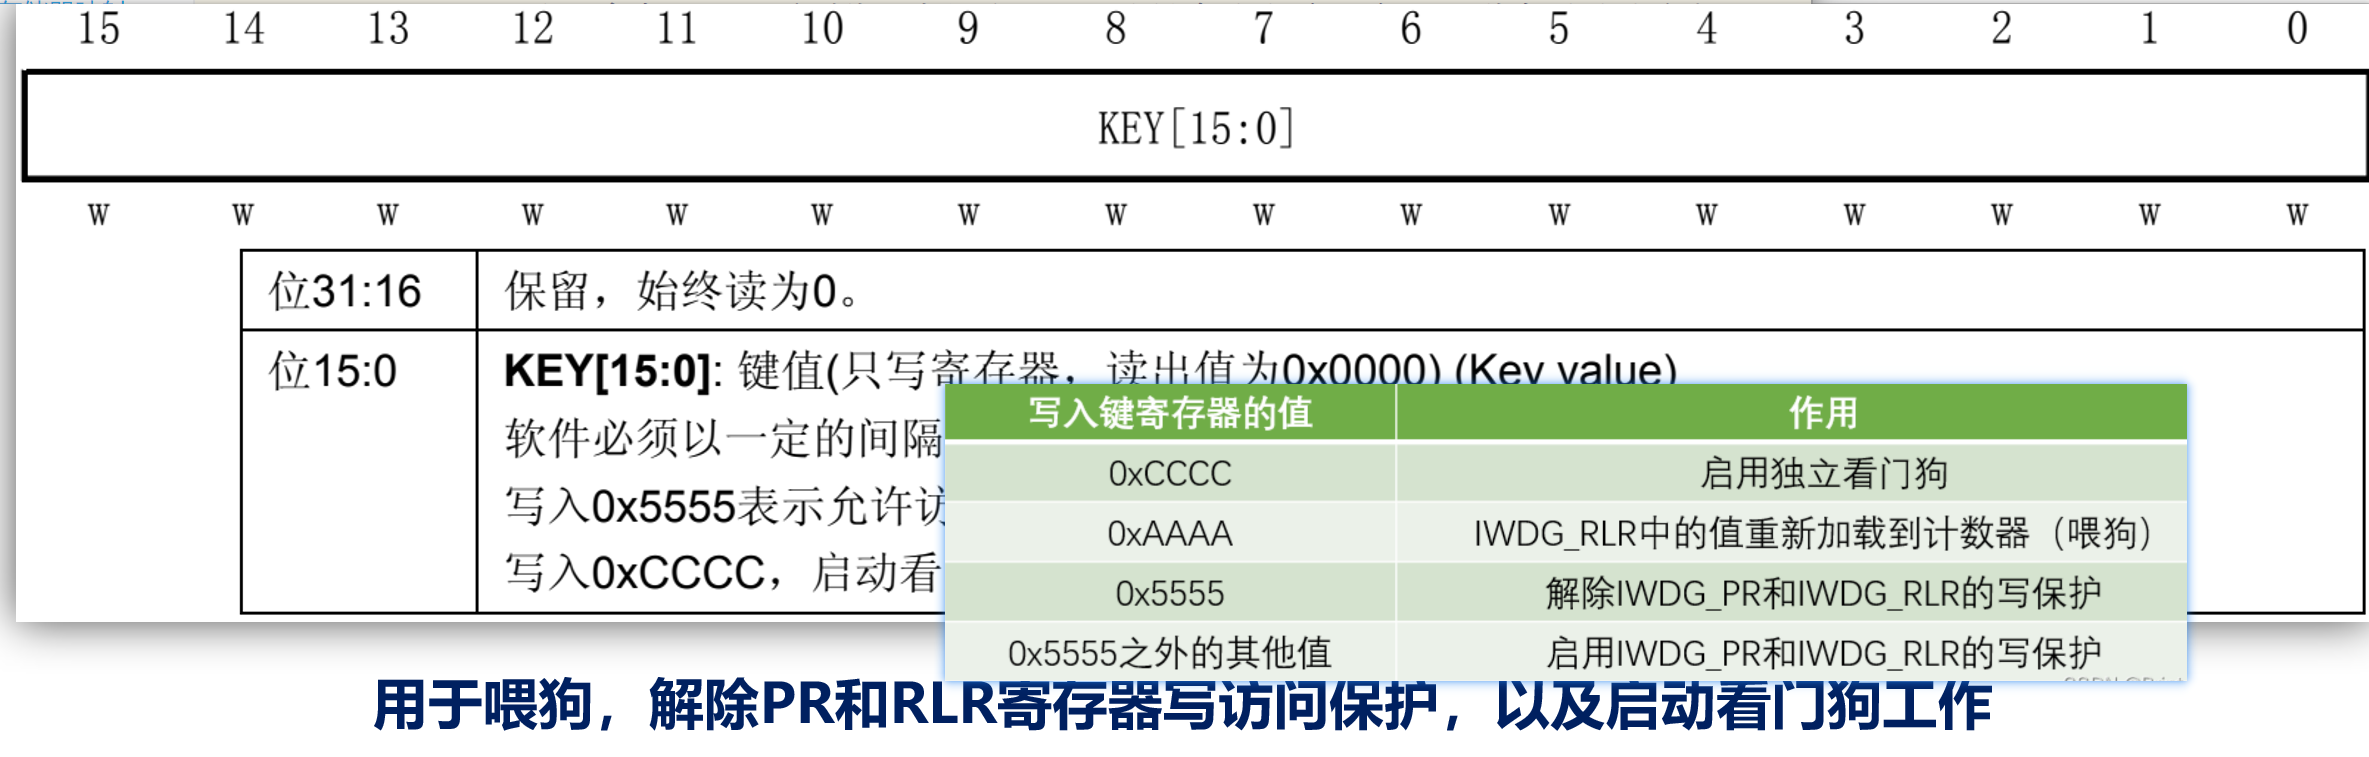 15 14 13 12 11 10 9 8 7 6 5 4 3 2 1 0
KEY[15:0]
w w w w w w w w w w w w w w w w
位31:16 保留，始终读为0。
位15:0 KEY[15:0]: 键值(只写寄存器，读出值为0x0000) (Key value)
软件必须以一定的间隔
写入0x5555表示允许访
写入0xCCCC，启动看
写入键寄存器的值 作用
0xCCCC 启用独立看门狗
0xAAAA IWDG_RLR中的值重新加载到计数器（喂狗）
0x5555 解除IWDG_PR和IWDG_RLR的写保护
0x5555之外的其他值 启用IWDG_PR和IWDG_RLR的写保护
用于喂狗，解除PR和RLR寄存器写访问保护，以及启动看门狗工作